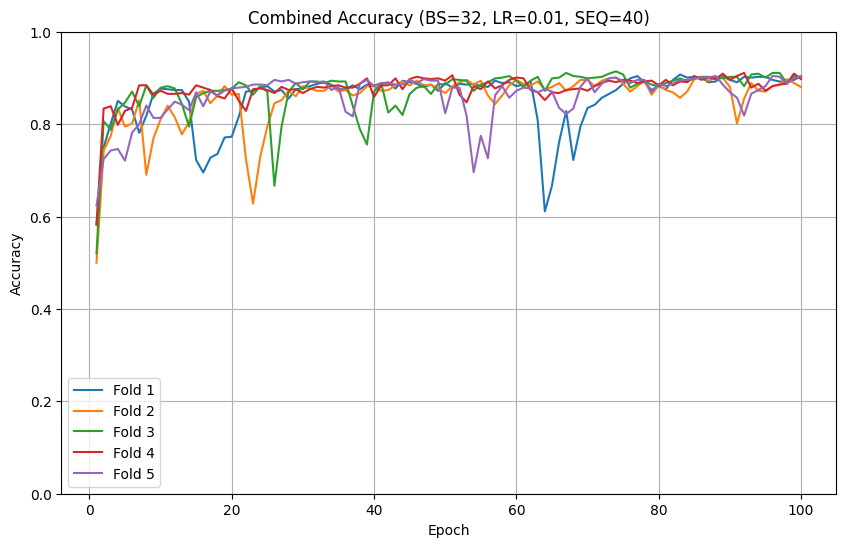 Combined Accuracy (BS=32, LR=0.01, SEQ=40)
Accuracy
1.0
0.8
0.6
0.4
0.2
0.0
Fold 1
Fold 2
Fold 3
Fold 4
Fold 5
0 20 40 60 80 100
Epoch